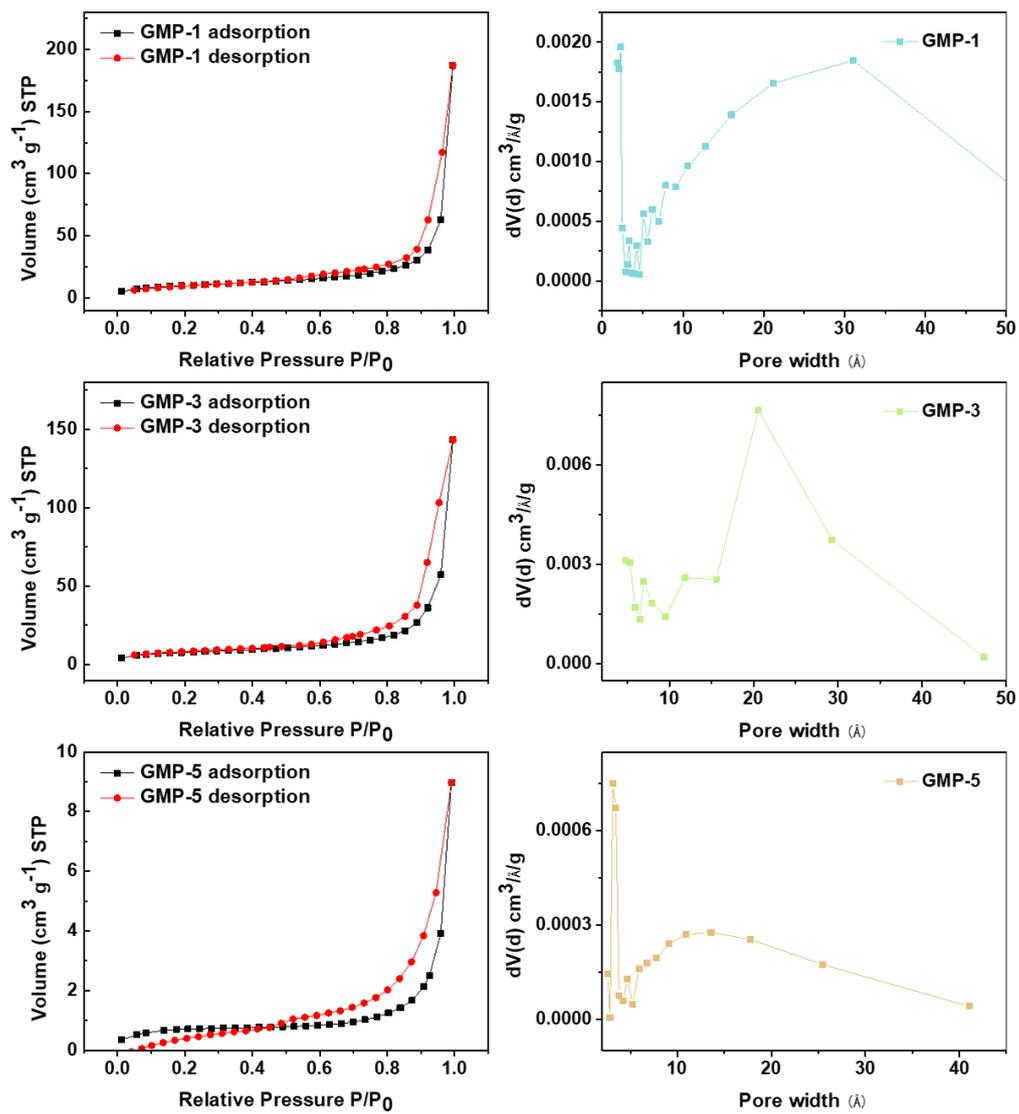 GMP-1 adsorption
GMP-1 desorption
200
150
100
50
0
Volume (cm³ g⁻¹) STP
0.0 0.2 0.4 0.6 0.8 1.0
Relative Pressure P/P₀
GMP-1
0.0020
0.0015
0.0010
0.0005
0.0000
dV(d) cm³/Å/g
0 10 20 30 40 50
Pore width (Å)
GMP-3 adsorption
GMP-3 desorption
150
100
50
0
Volume (cm³ g⁻¹) STP
0.0 0.2 0.4 0.6 0.8 1.0
Relative Pressure P/P₀
GMP-3
0.006
0.003
0.000
dV(d) cm³/Å/g
10 20 30 40 50
Pore width (Å)
GMP-5 adsorption
GMP-5 desorption
10
8
6
4
2
0
Volume (cm³ g⁻¹) STP
0.0 0.2 0.4 0.6 0.8 1.0
Relative Pressure P/P₀
GMP-5
0.0006
0.0003
0.0000
dV(d) cm³/Å/g
10 20 30 40
Pore width (Å)